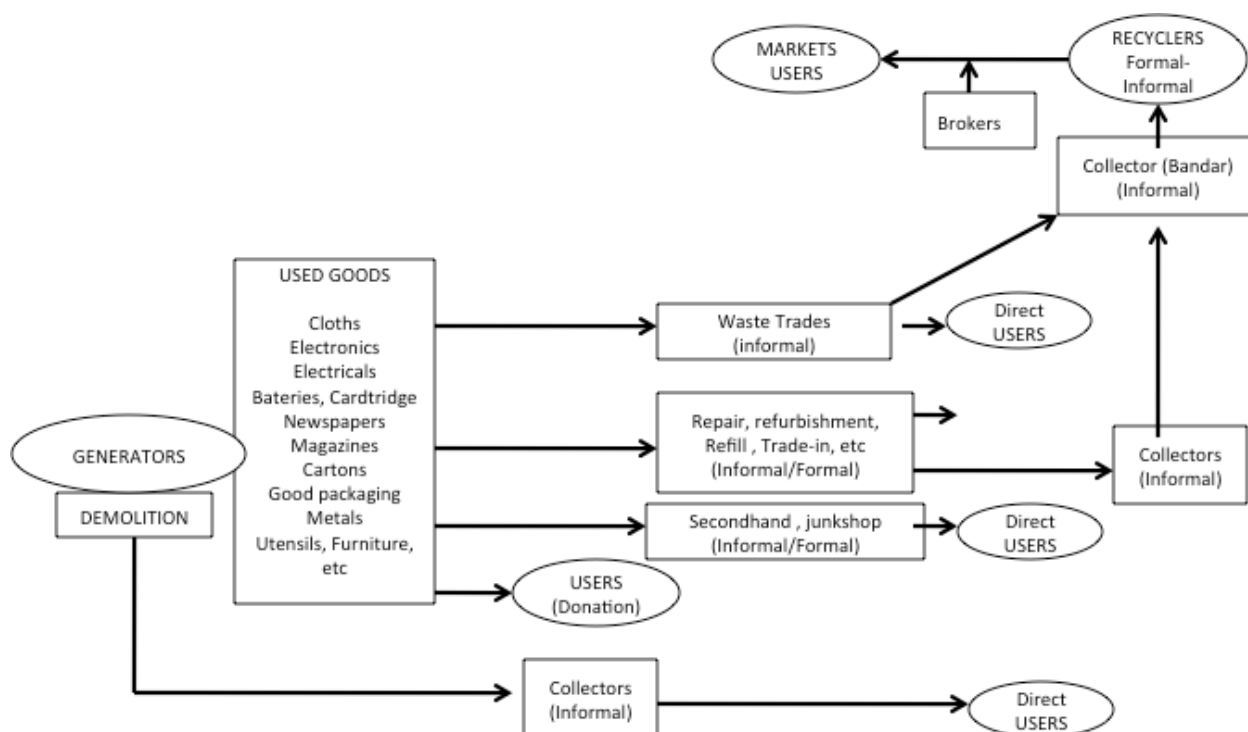 MARKETS
USERS
RECYCLERS
Formal-
Informal
Brokers
Collector (Bandar)
(Informal)
USED GOODS
Cloths
Electronics
Electricals
Bateries, Cardtridge
Newspapers
Magazines
Cartons
Good packaging
Metals
Utensils, Furniture,
etc
Waste Trades
(informal)
Direct
USERS
GENERATORS
DEMOLITION
Repair, refurbishment,
Refill , Trade-in, etc
(Informal/Formal)
Collectors
(Informal)
Secondhand , junkshop
(Informal/Formal)
Direct
USERS
USERS
(Donation)
Collectors
(Informal)
Direct
USERS